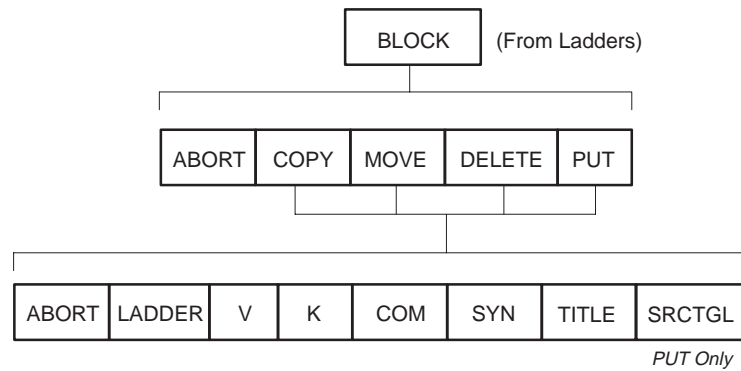 BLOCK (From Ladders)
ABORT COPY MOVE DELETE PUT
ABORT LADDER V K COM SYN TITLE SRCTGL
PUT Only